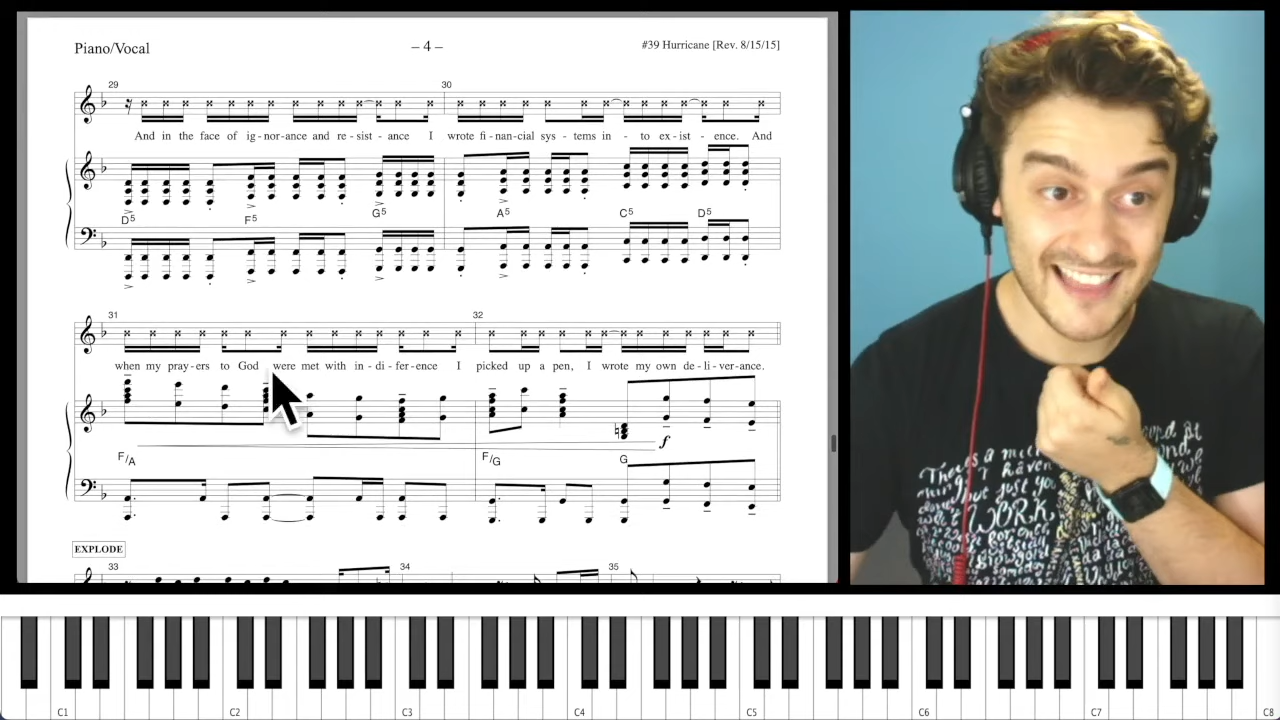 Piano/Vocal
– 4 –
#39 Hurricane [Rev. 8/15/15]
29
30
And in the face of ig - nor - ance and re - sist - ance I wrote fi - nan - cial sys - tems in - to ex - ist - ence. And
D5 F5 G5 A5 C5 D5
31
32
when my pray - ers to God were met with in - di - fer - ence I picked up a pen, I wrote my own de - li - ver - ance.
f
F/A F/G G
EXPLODE
33
34
35
WORK
C1 C2 C3 C4 C5 C6 C7 C8